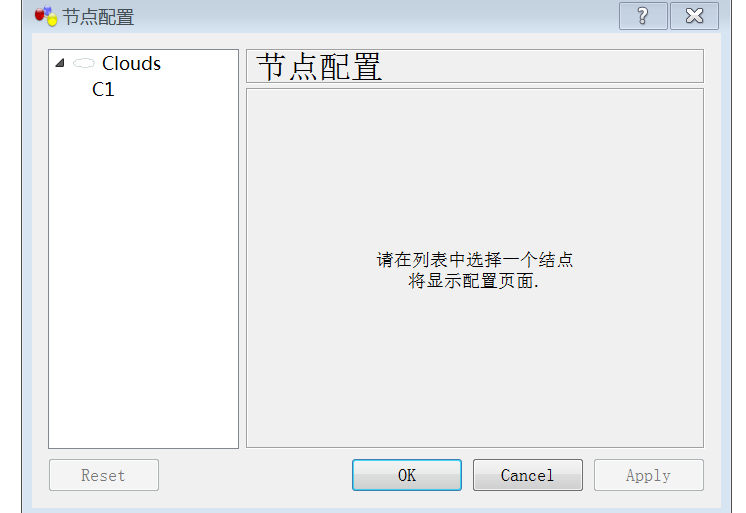 节点配置
Clouds
C1
节点配置
请在列表中选择一个结点
将显示配置页面.
Reset
OK
Cancel
Apply